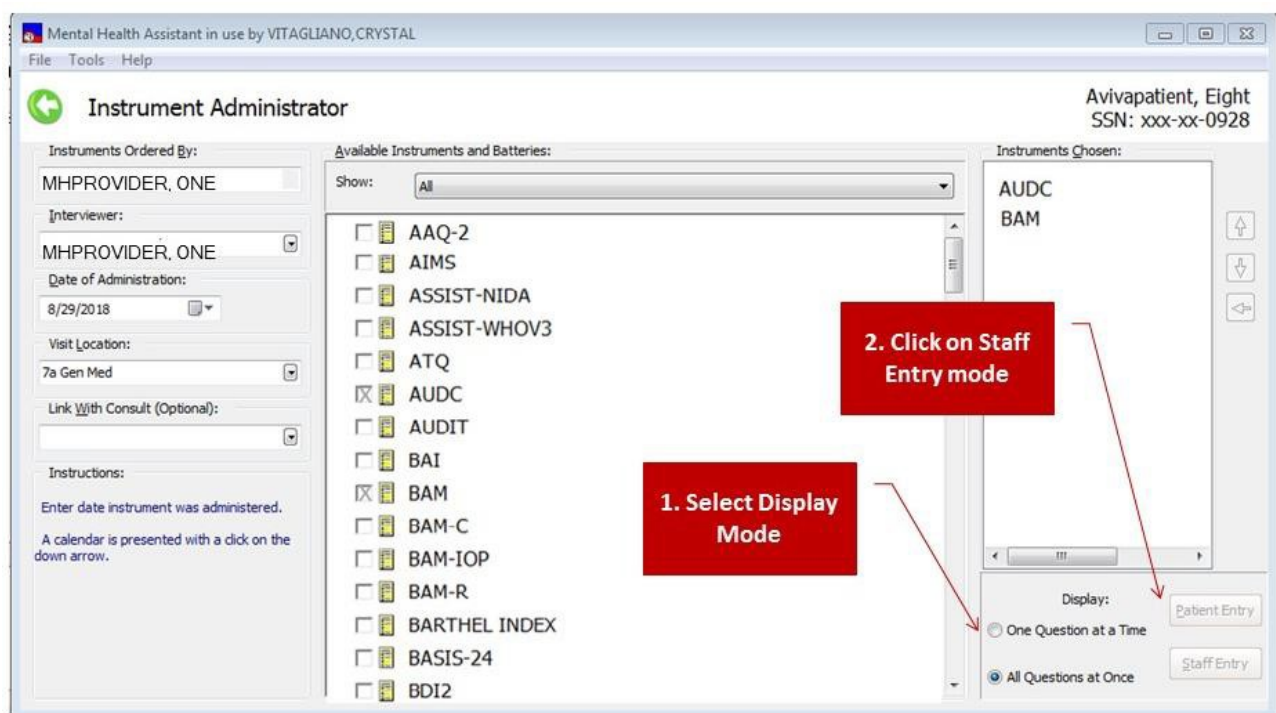 Mental Health Assistant in use by VITAGLIANO,CRYSTAL
File Tools Help
Instrument Administrator
Avivapatient, Eight
SSN: xxx-xx-0928
Instruments Ordered By:
MHPROVIDER, ONE
Interviewer:
MHPROVIDER, ONE
Date of Administration:
8/29/2018
Visit Location:
7a Gen Med
Link With Consult (Optional):
Instructions:
Enter date instrument was administered.
A calendar is presented with a click on the
down arrow.
Available Instruments and Batteries:
Show: All
AAQ-2
AIMS
ASSIST-NIDA
ASSIST-WHOV3
ATQ
AUDC
AUDIT
BAI
BAM
BAM-C
BAM-IOP
BAM-R
BARTHEL INDEX
BASIS-24
BDI2
1. Select Display
Mode
2. Click on Staff
Entry mode
Instruments Chosen:
AUDC
BAM
Display:
One Question at a Time
All Questions at Once
Patient Entry
Staff Entry